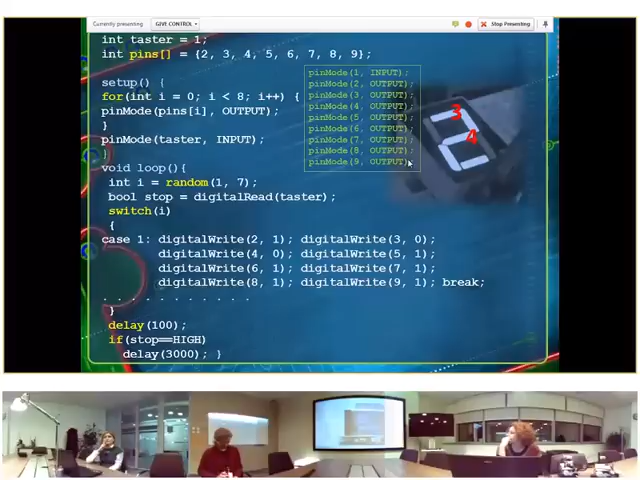 Currently presenting GIVE CONTROL Stop Presenting
int taster = 1;
int pins[] = {2, 3, 4, 5, 6, 7, 8, 9};
setup() {
for(int i = 0; i < 8; i++) {
pinMode(pins[i], OUTPUT);
}
pinMode(taster, INPUT);
}
void loop(){
int i = random(1, 7);
bool stop = digitalRead(taster);
switch(i)
{
case 1: digitalWrite(2, 1); digitalWrite(3, 0);
digitalWrite(4, 0); digitalWrite(5, 1);
digitalWrite(6, 1); digitalWrite(7, 1);
digitalWrite(8, 1); digitalWrite(9, 1); break;
. . . . . . . . . . .
}
delay(100);
if(stop==HIGH)
delay(3000); }
pinMode(1, INPUT);
pinMode(2, OUTPUT);
pinMode(3, OUTPUT);
pinMode(4, OUTPUT);
pinMode(5, OUTPUT);
pinMode(6, OUTPUT);
pinMode(7, OUTPUT);
pinMode(8, OUTPUT);
pinMode(9, OUTPUT);
3
4